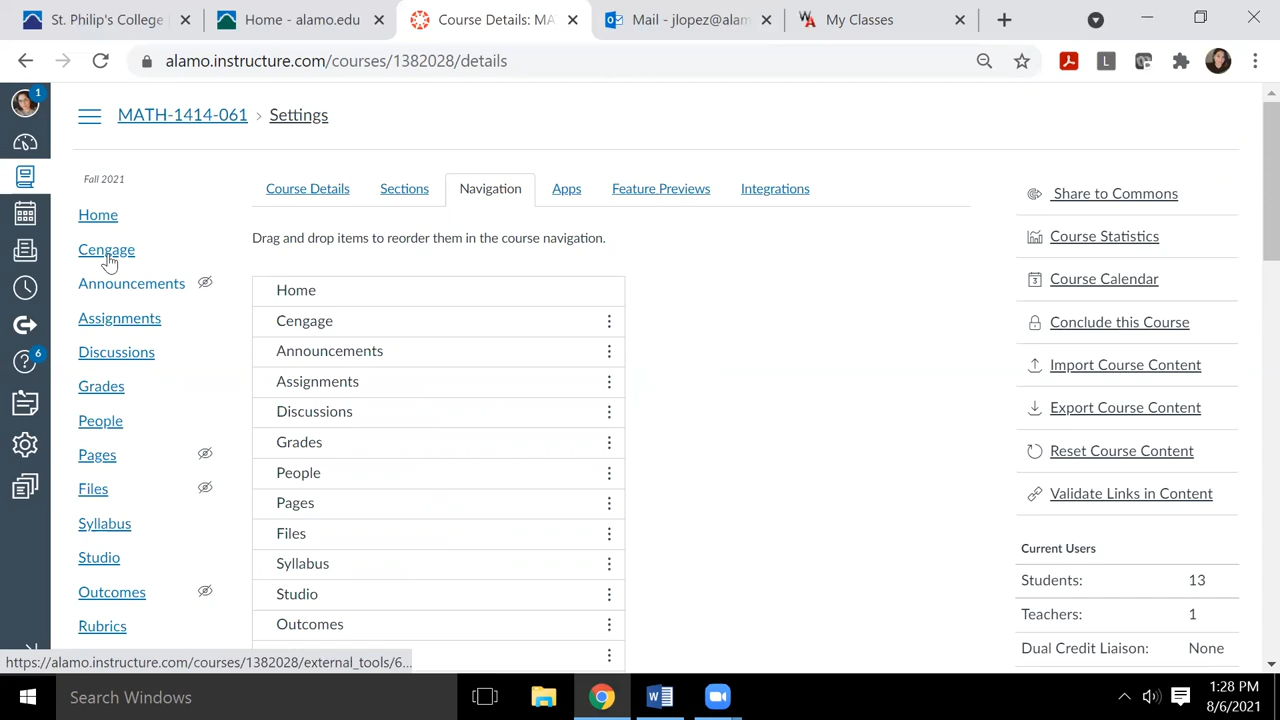 St. Philip's College
Home - alamo.edu
Course Details: MA
Mail - jlopez@alam
My Classes
alamo.instructure.com/courses/1382028/details
L
1
MATH-1414-061 > Settings
Fall 2021
Home
Cengage
Announcements
Assignments
Discussions
Grades
People
Pages
Files
Syllabus
Studio
Outcomes
Rubrics
6
Course Details
Sections
Navigation
Apps
Feature Previews
Integrations
Drag and drop items to reorder them in the course navigation.
Home
Cengage
Announcements
Assignments
Discussions
Grades
People
Pages
Files
Syllabus
Studio
Outcomes
Share to Commons
Course Statistics
3
Course Calendar
Conclude this Course
Import Course Content
Export Course Content
Reset Course Content
Validate Links in Content
Current Users
Students: 13
Teachers: 1
Dual Credit Liaison: None
https://alamo.instructure.com/courses/1382028/external_tools/6...
Search Windows
1:28 PM
8/6/2021